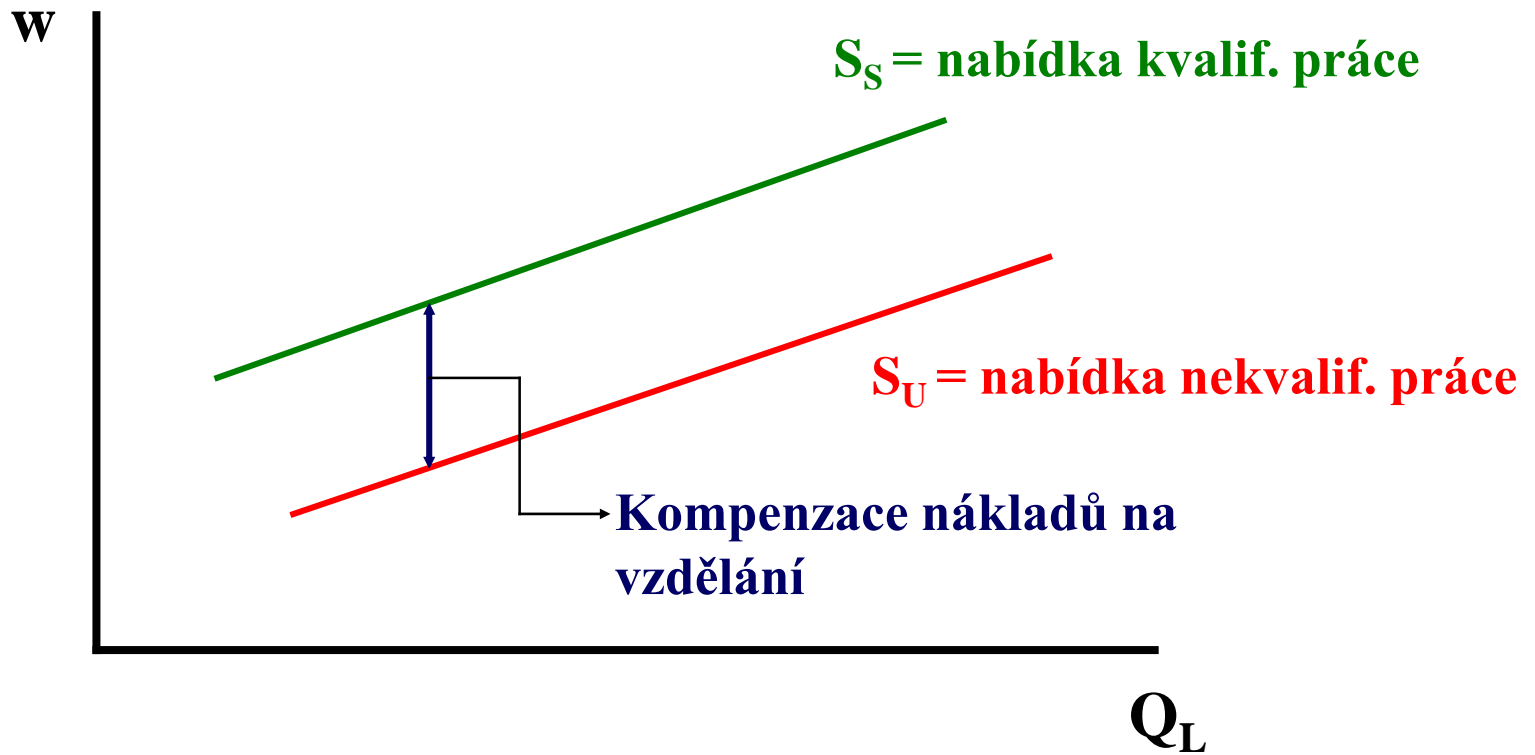 w
S_S = nabídka kvalif. práce
S_U = nabídka nekvalif. práce
Kompenzace nákladů na
vzdělání
Q_L